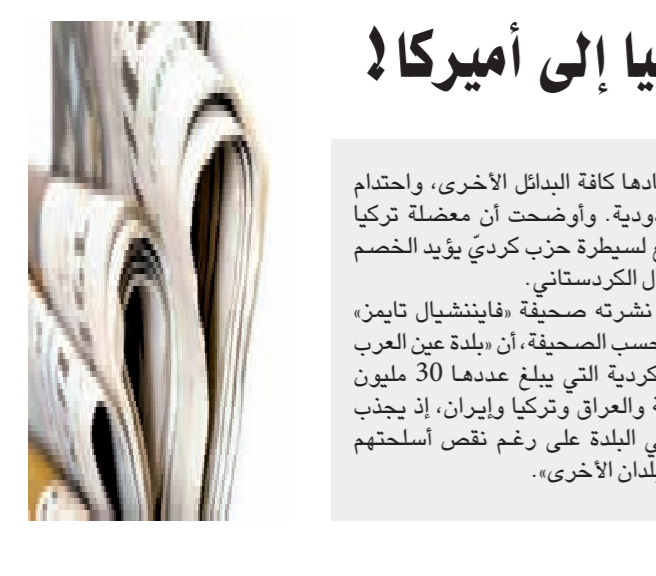 يا إلى أميركا!
ادها كافة البدائل الأخرى، واحتدام
ودية. وأوضحت أن معضلة تركيا
لسيطرة حزب كرديّ يؤيد الخصم
ل الكردستاني.
نشرته صحيفة «فايننشيال تايمز»
حسب الصحيفة، أن «بلدة عين العرب
كردية التي يبلغ عددها 30 مليون
ة والعراق وتركيا وإيران، إذ يجذب
ي البلدة على رغم نقص أسلحتهم
لدان الأخرى».